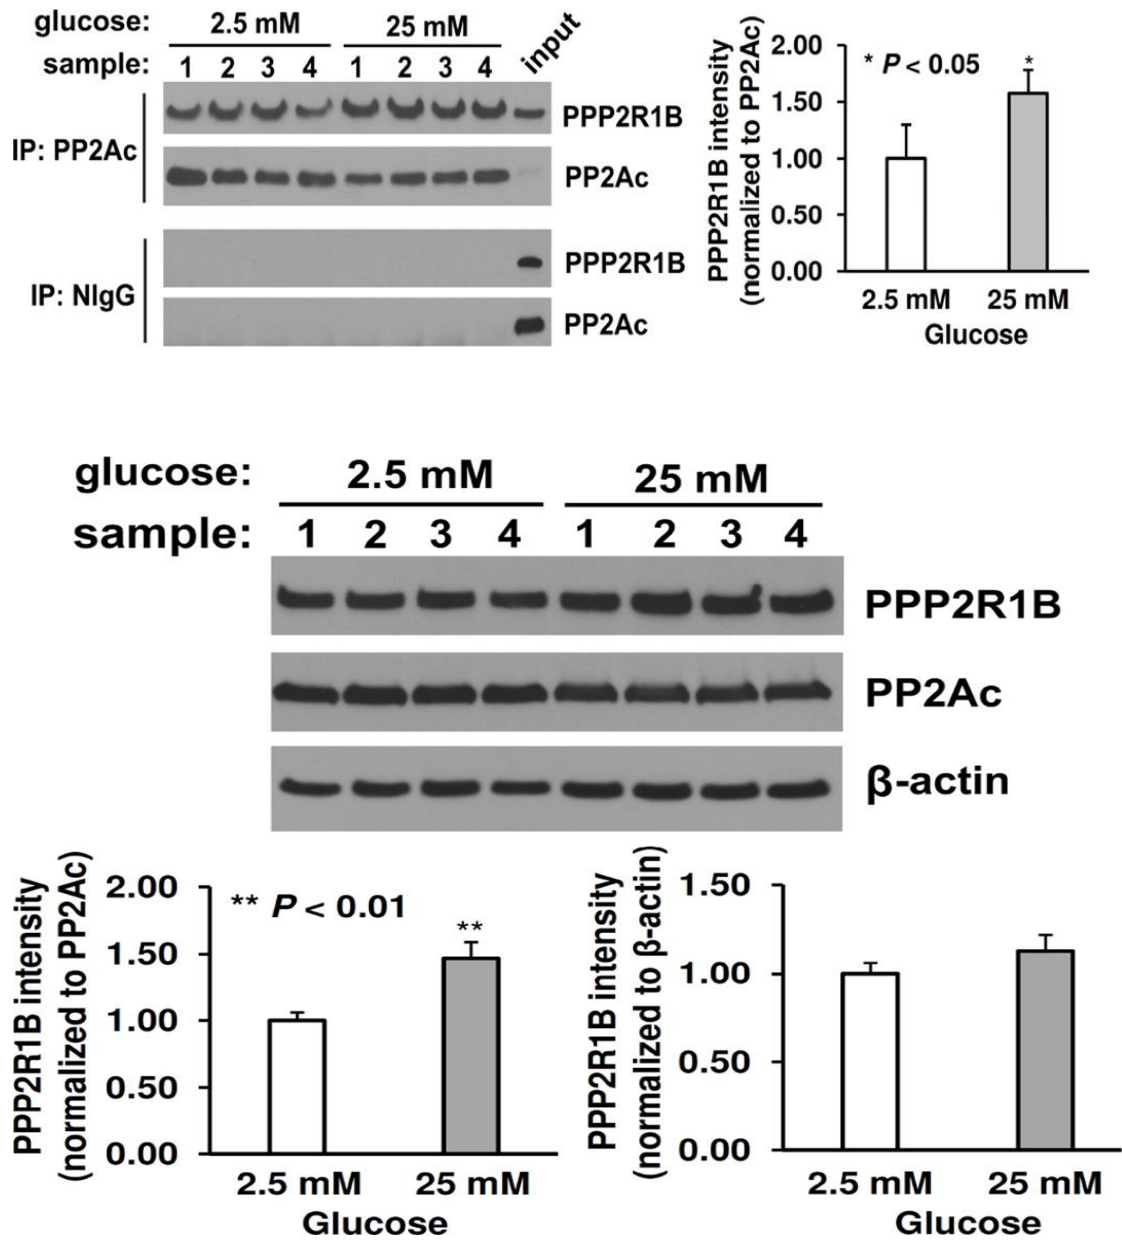 glucose: 2.5 mM 25 mM input
sample: 1 2 3 4 1 2 3 4
IP: PP2Ac
PPP2R1B
PP2Ac
IP: NIgG
PPP2R1B
PP2Ac
PPP2R1B intensity
(normalized to PP2Ac)
2.00
1.50
1.00
0.50
0.00
* P < 0.05
*
2.5 mM 25 mM
Glucose
glucose: 2.5 mM 25 mM
sample: 1 2 3 4 1 2 3 4
PPP2R1B
PP2Ac
β-actin
PPP2R1B intensity
(normalized to PP2Ac)
2.00
1.50
1.00
0.50
0.00
** P < 0.01
**
2.5 mM 25 mM
Glucose
PPP2R1B intensity
(normalized to β-actin)
1.50
1.00
0.50
0.00
2.5 mM 25 mM
Glucose